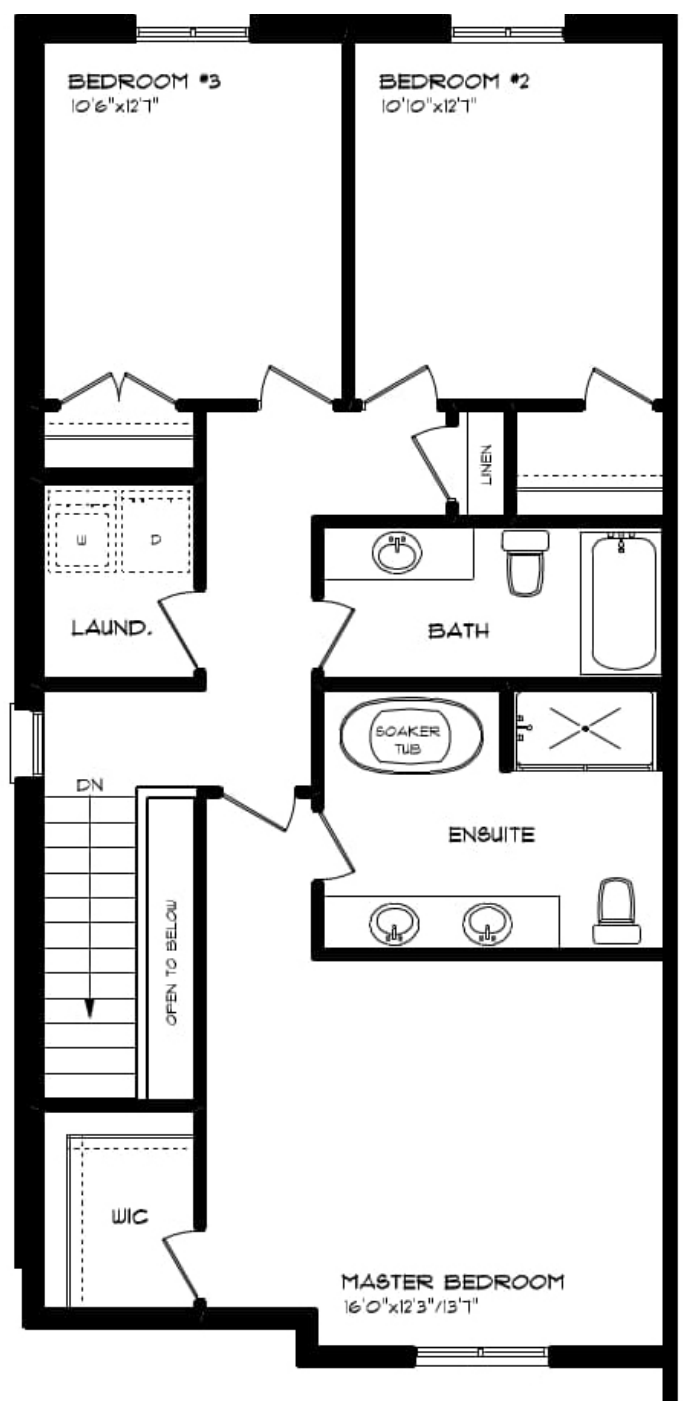 BEDROOM #3
10'6"x12'7"
BEDROOM #2
10'10"x12'7"
LINEN
W
D
LAUND.
BATH
SOAKER
TUB
DN
ENSUITE
OPEN TO BELOW
WIC
MASTER BEDROOM
16'0"x12'3"/13'7"